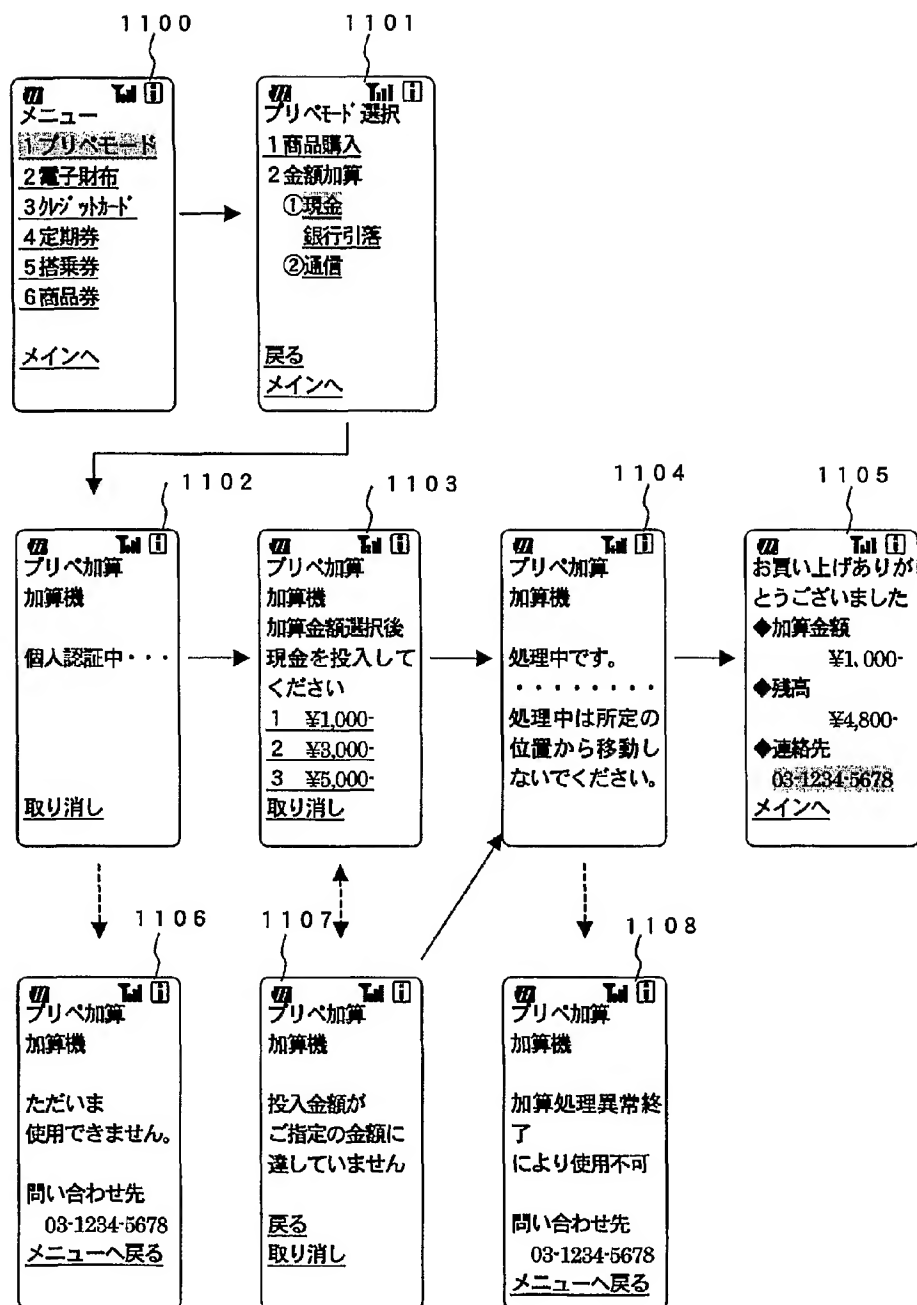 1100
1101
メニュー
1プリペモード
2電子財布
3クレジットカード
4定期券
5搭乗券
6商品券
メインへ
プリペモード選択
1商品購入
2金額加算
①現金
銀行引落
②通信
戻る
メインへ
1102
1103
1104
1105
プリペ加算
加算機
個人認証中・・・
取り消し
プリペ加算
加算機
加算金額選択後
現金を投入して
ください
1 ¥1,000-
2 ¥3,000-
3 ¥5,000-
取り消し
プリペ加算
加算機
処理中です。
・・・・・・・・
処理中は所定の
位置から移動し
ないでください。
お買い上げありが
とうございました
◆加算金額
¥1,000-
◆残高
¥4,800-
◆連絡先
03-1234-5678
メインへ
1106
1107
1108
プリペ加算
加算機
ただいま
使用できません。
問い合わせ先
03-1234-5678
メニューへ戻る
プリペ加算
加算機
投入金額が
ご指定の金額に
達していません
戻る
取り消し
プリペ加算
加算機
加算処理異常終
了
により使用不可
問い合わせ先
03-1234-5678
メニューへ戻る